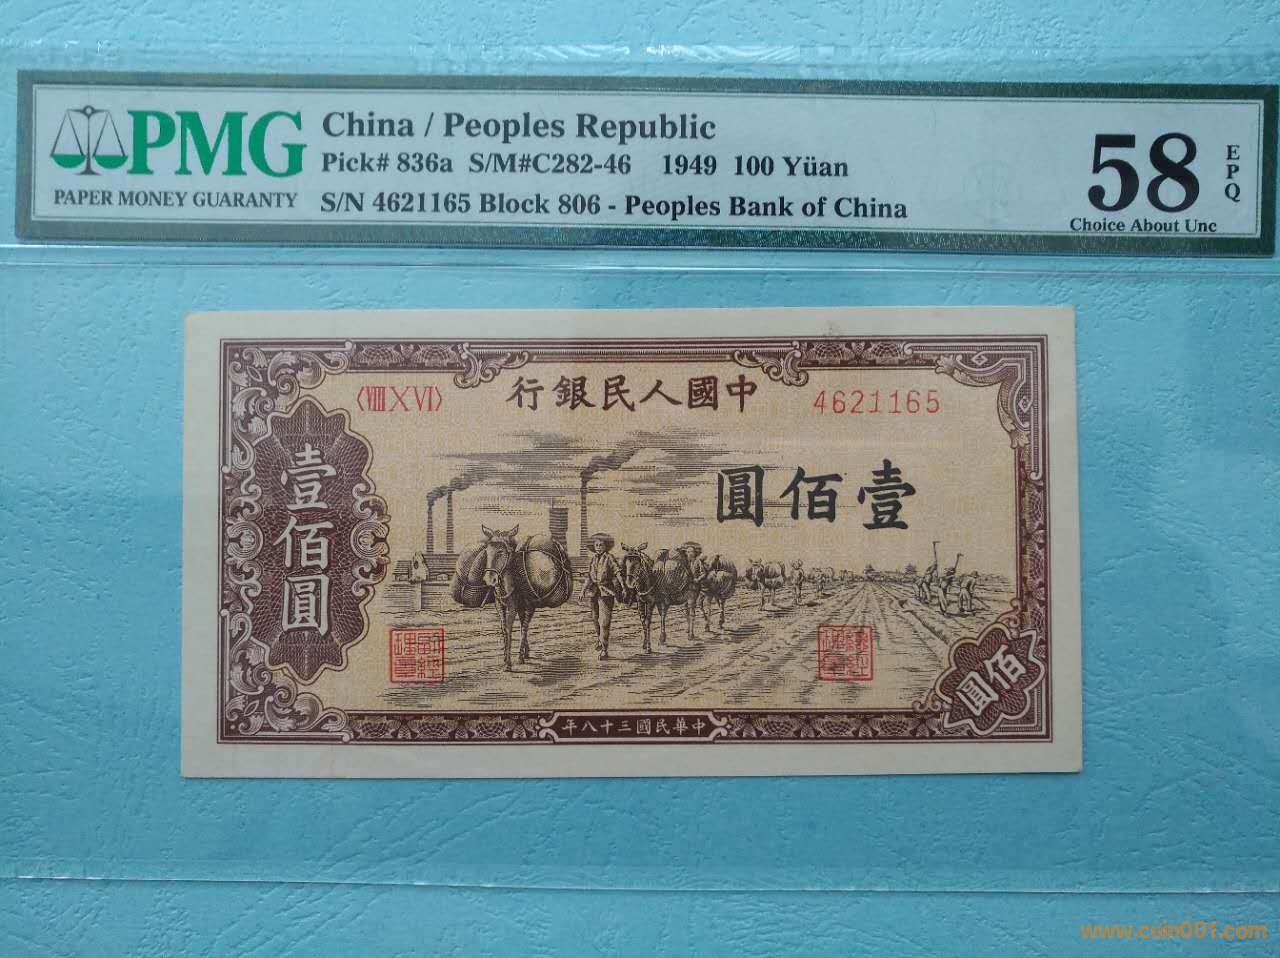 PMG
PAPER MONEY GUARANTY
China / Peoples Republic
Pick# 836a S/M#C282-46 1949 100 Yüan
S/N 4621165 Block 806 - Peoples Bank of China
58
EPQ
Choice About Unc
行銀民人國中
〈VIII X VI〉
4621165
圓佰壹
壹佰圓
佰圓
年八十三國民華中
www.coin001.com